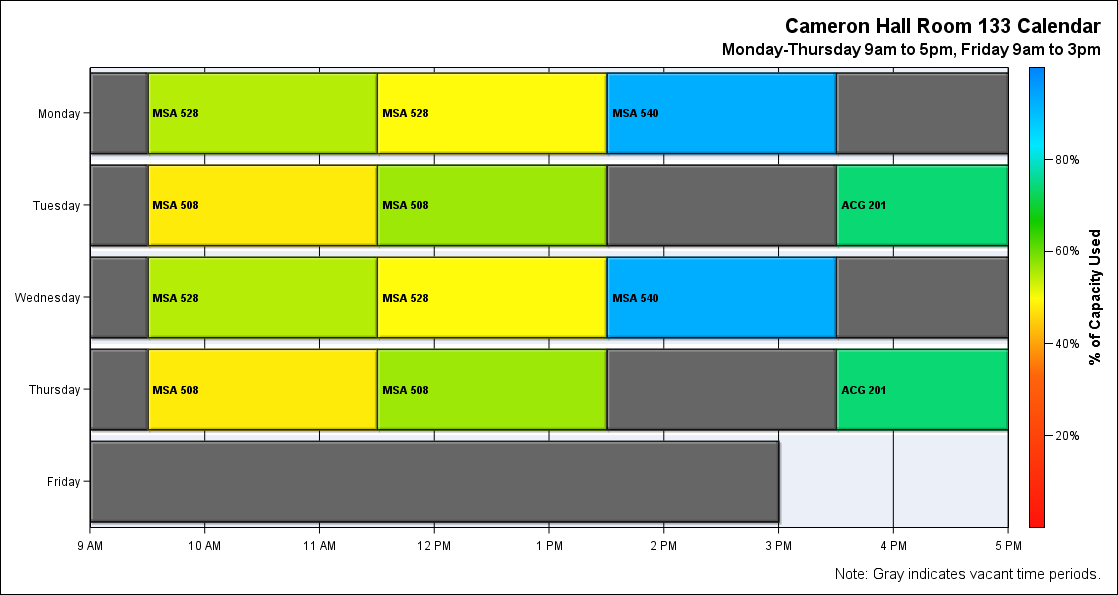 Cameron Hall Room 133 Calendar
Monday-Thursday 9am to 5pm, Friday 9am to 3pm
Monday
MSA 528
MSA 528
MSA 540
Tuesday
MSA 508
MSA 508
ACG 201
Wednesday
MSA 528
MSA 528
MSA 540
Thursday
MSA 508
MSA 508
ACG 201
Friday
9 AM
10 AM
11 AM
12 PM
1 PM
2 PM
3 PM
4 PM
5 PM
80%
60%
40%
20%
% of Capacity Used
Note: Gray indicates vacant time periods.